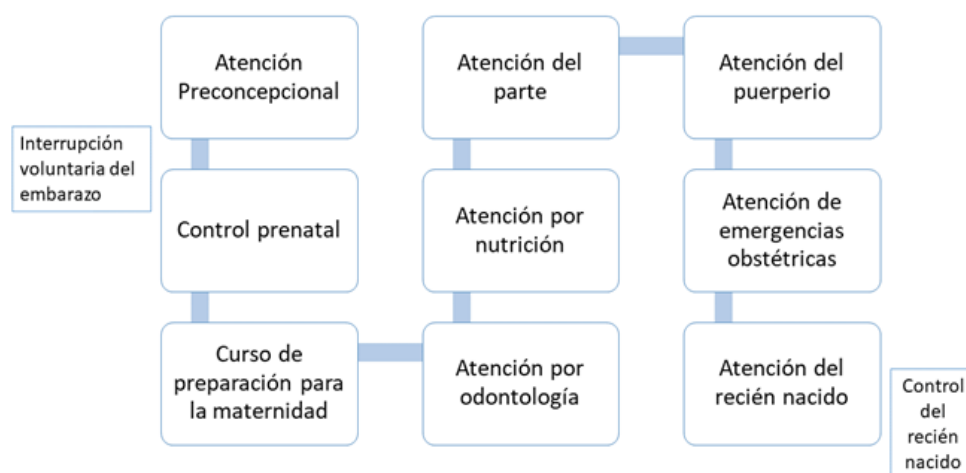 Atención
Preconcepcional
Interrupción
voluntaria del
embarazo
Control prenatal
Curso de
preparación para
la maternidad
Atención por
odontología
Atención por
nutrición
Atención del
parte
Atención del
puerperio
Atención de
emergencias
obstétricas
Atención del
recién nacido
Control
del
recién
nacido